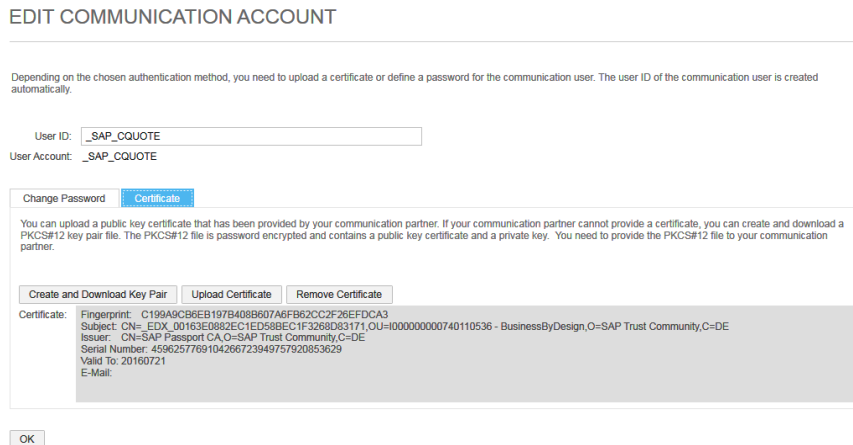 EDIT COMMUNICATION ACCOUNT
Depending on the chosen authentication method, you need to upload a certificate or define a password for the communication user. The user ID of the communication user is created
automatically.
User ID: _SAP_CQUOTE
User Account: _SAP_CQUOTE
Change Password Certificate
You can upload a public key certificate that has been provided by your communication partner. If your communication partner cannot provide a certificate, you can create and download a
PKCS#12 key pair file. The PKCS#12 file is password encrypted and contains a public key certificate and a private key. You need to provide the PKCS#12 file to your communication
partner.
Create and Download Key Pair Upload Certificate Remove Certificate
Certificate: Fingerprint: C199A9CB6EB197B408B607A6FB62CC2F26EFDCA3
Subject: CN=_EDX_00163E0882EC1ED58BEC1F3268D83171,OU=I000000000740110536 - BusinessByDesign,O=SAP Trust Community,C=DE
Issuer: CN=SAP Passport CA,O=SAP Trust Community,C=DE
Serial Number: 45962577691042667239497579208​53629
Valid To: 20160721
E-Mail:
OK